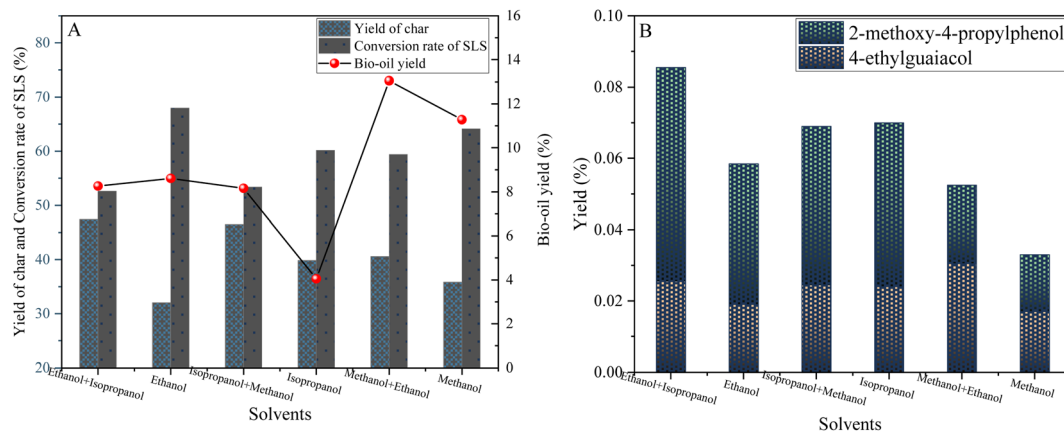 A
Yield of char
Conversion rate of SLS
Bio-oil yield
Yield of char and Conversion rate of SLS (%)
85
80
70
60
50
40
30
20
16
14
12
10
8
6
4
2
0
Bio-oil yield (%)
Ethanol+Isopropanol
Ethanol
Isopropanol+Methanol
Isopropanol
Methanol+Ethanol
Methanol
Solvents
B
2-methoxy-4-propylphenol
4-ethylguaiacol
Yield (%)
0.10
0.08
0.06
0.04
0.02
0.00
Ethanol+Isopropanol
Ethanol
Isopropanol+Methanol
Isopropanol
Methanol+Ethanol
Methanol
Solvents